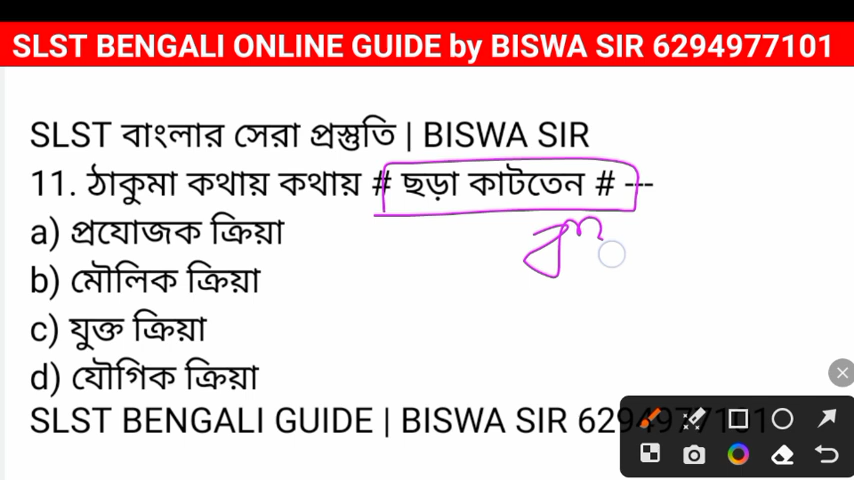 SLST BENGALI ONLINE GUIDE by BISWA SIR 6294977101
SLST বাংলার সেরা প্রস্তুতি | BISWA SIR
11. ঠাকুমা কথায় কথায় # ছড়া কাটতেন # ---
a) প্রযোজক ক্রিয়া
b) মৌলিক ক্রিয়া
c) যুক্ত ক্রিয়া
d) যৌগিক ক্রিয়া
SLST BENGALI GUIDE | BISWA SIR 6294977101